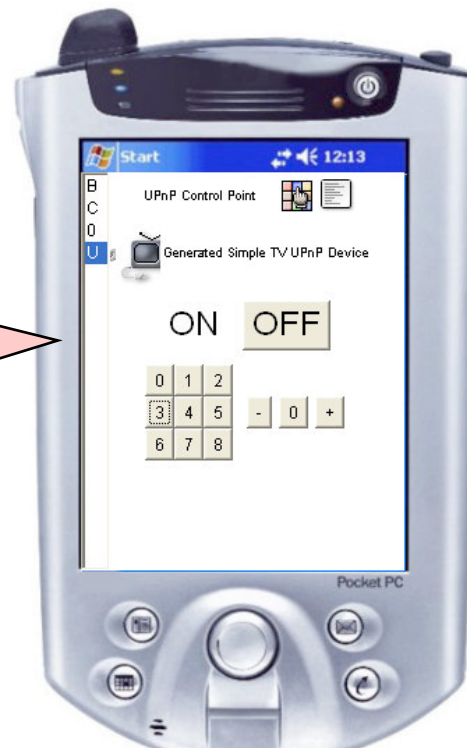 Start 12:13
B
C
0
U
UPnP Control Point
Generated Simple TV UPnP Device
ON OFF
0 1 2
3 4 5 - 0 +
6 7 8
Pocket PC